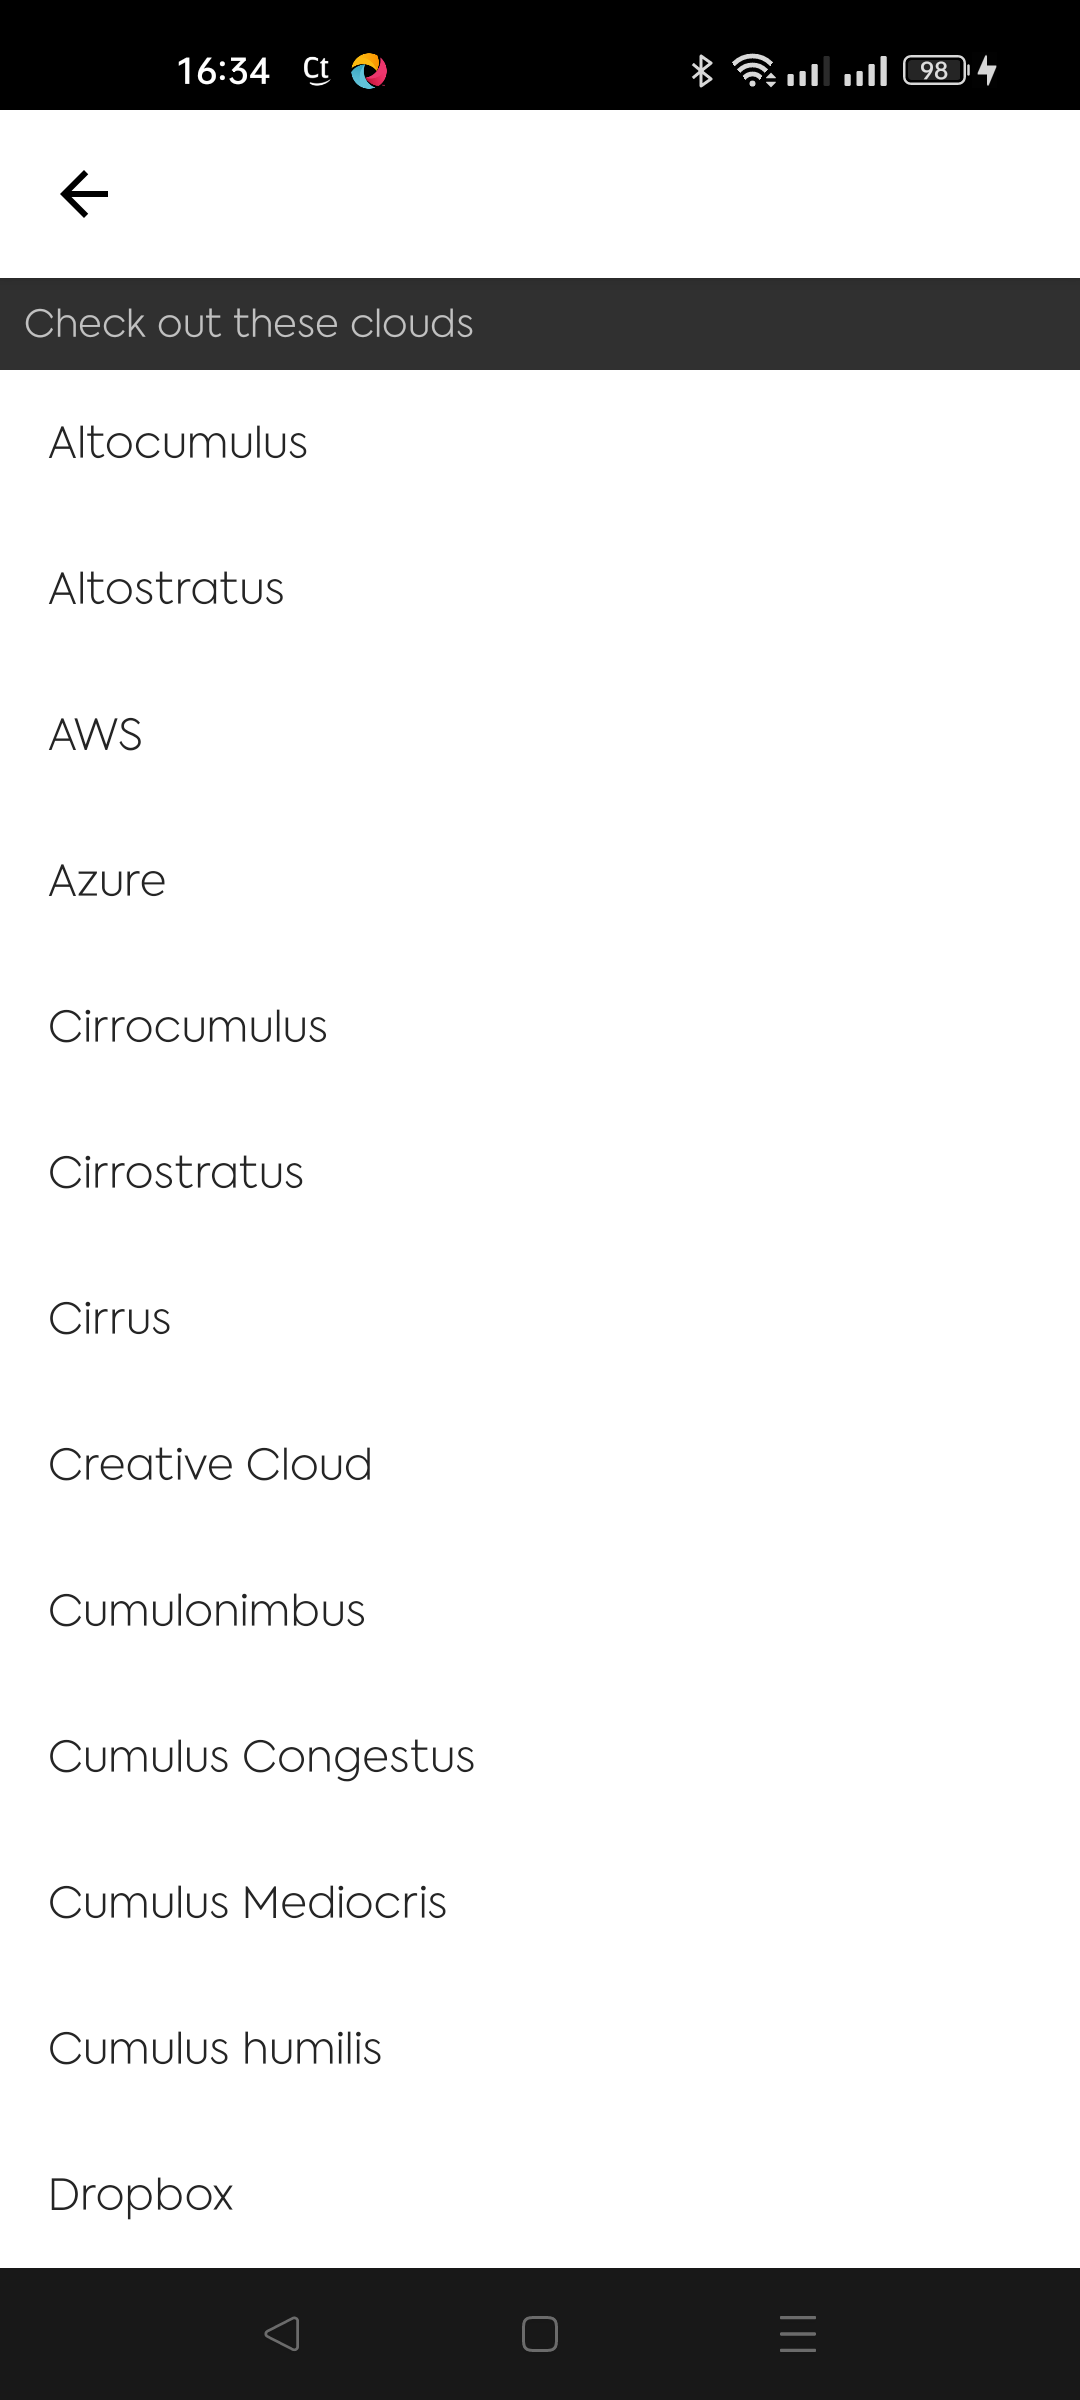 16:34 Ct 98
Check out these clouds
Altocumulus
Altostratus
AWS
Azure
Cirrocumulus
Cirrostratus
Cirrus
Creative Cloud
Cumulonimbus
Cumulus Congestus
Cumulus Mediocris
Cumulus humilis
Dropbox